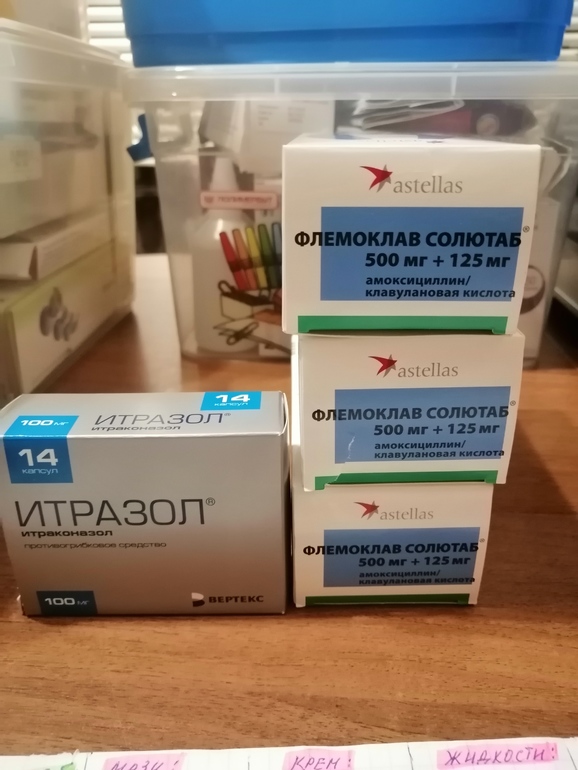 astellas
ФЛЕМОКЛАВ СОЛЮТАБ®
500 мг + 125 мг
амоксициллин/
клавулановая кислота
astellas
ФЛЕМОКЛАВ СОЛЮТАБ®
500 мг + 125 мг
амоксициллин/
клавулановая кислота
astellas
ФЛЕМОКЛАВ СОЛЮТАБ®
500 мг + 125 мг
амоксициллин/
клавулановая кислота
14
капсул
100 мг
ИТРАЗОЛ®
итраконазол
14
капсул
ИТРАЗОЛ®
итраконазол
противогрибковое средство
100 мг
ВЕРТЕКС
МАЗИ:
КРЕМ:
ЖИДКОСТИ: